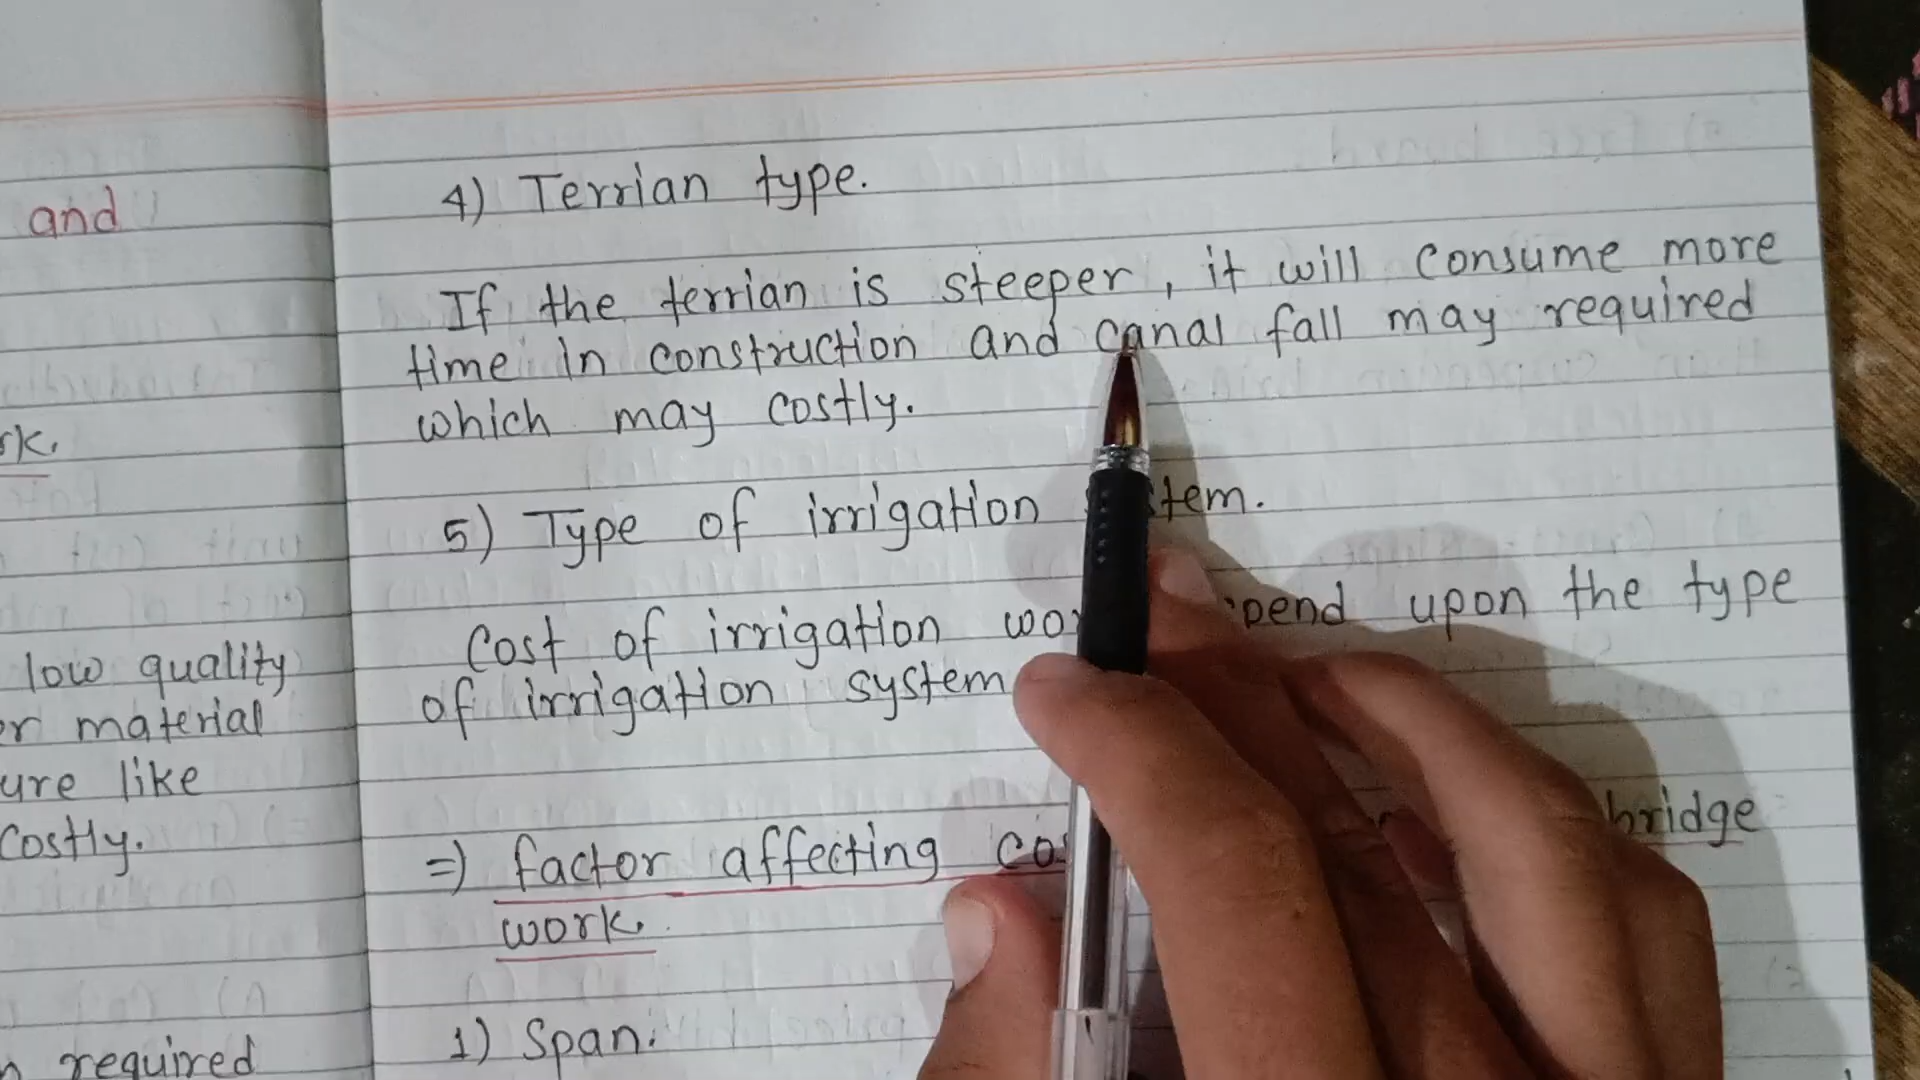 and
rk.
low quality
er material
ure like
costly.
required
4) Terrian type.
If the terrian is steeper, it will consume more
time in construction and canal fall may required
which may costly.
5) Type of irrigation
Cost of irrigation upon the type
of irrigation system
=) factor affecting bridge
work.
1) Span.